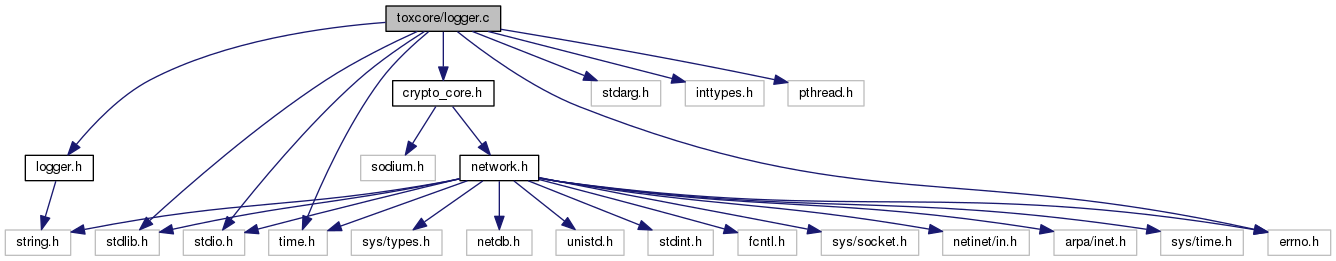 toxcore/logger.c
crypto_core.h
stdarg.h
inttypes.h
pthread.h
logger.h
sodium.h
network.h
string.h
stdlib.h
stdio.h
time.h
sys/types.h
netdb.h
unistd.h
stdint.h
fcntl.h
sys/socket.h
netinet/in.h
arpa/inet.h
sys/time.h
errno.h